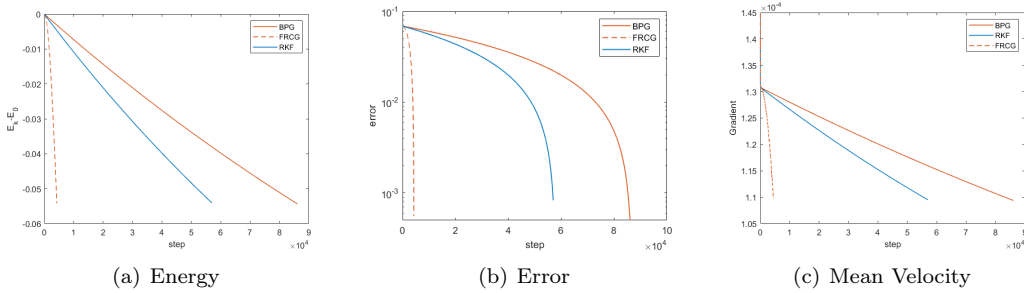 0
-0.01
-0.02
-0.03
-0.04
-0.05
-0.06
E_k-E_0
0 1 2 3 4 5 6 7 8 9
×10^4
step
BPG
FRCG
RKF
(a) Energy
10^-1
10^-2
10^-3
error
0 2 4 6 8 10
×10^4
step
BPG
FRCG
RKF
(b) Error
×10^-4
1.45
1.4
1.35
1.3
1.25
1.2
1.15
1.1
1.05
Gradient
0 1 2 3 4 5 6 7 8 9
×10^4
step
BPG
RKF
FRCG
(c) Mean Velocity